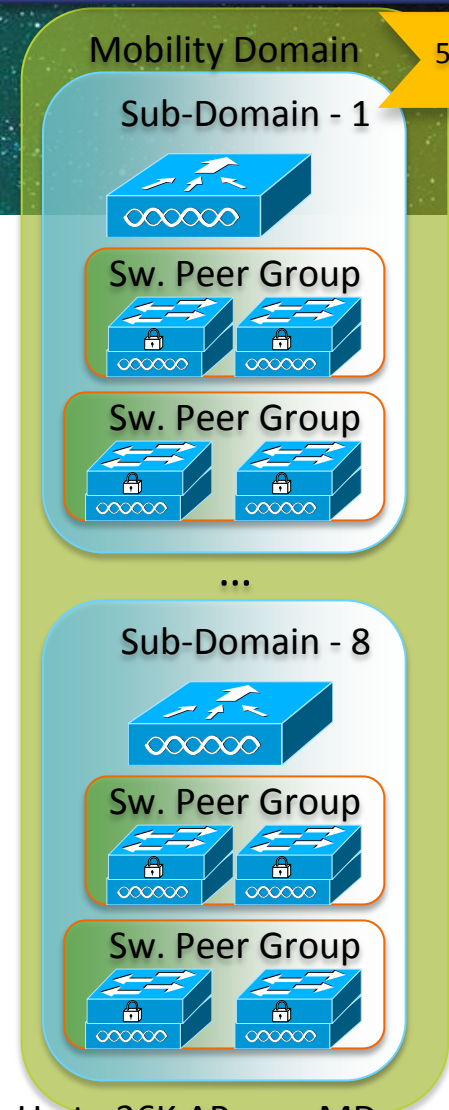 Mobility Domain
5
Sub-Domain - 1
Sw. Peer Group
Sw. Peer Group
...
Sub-Domain - 8
Sw. Peer Group
Sw. Peer Group